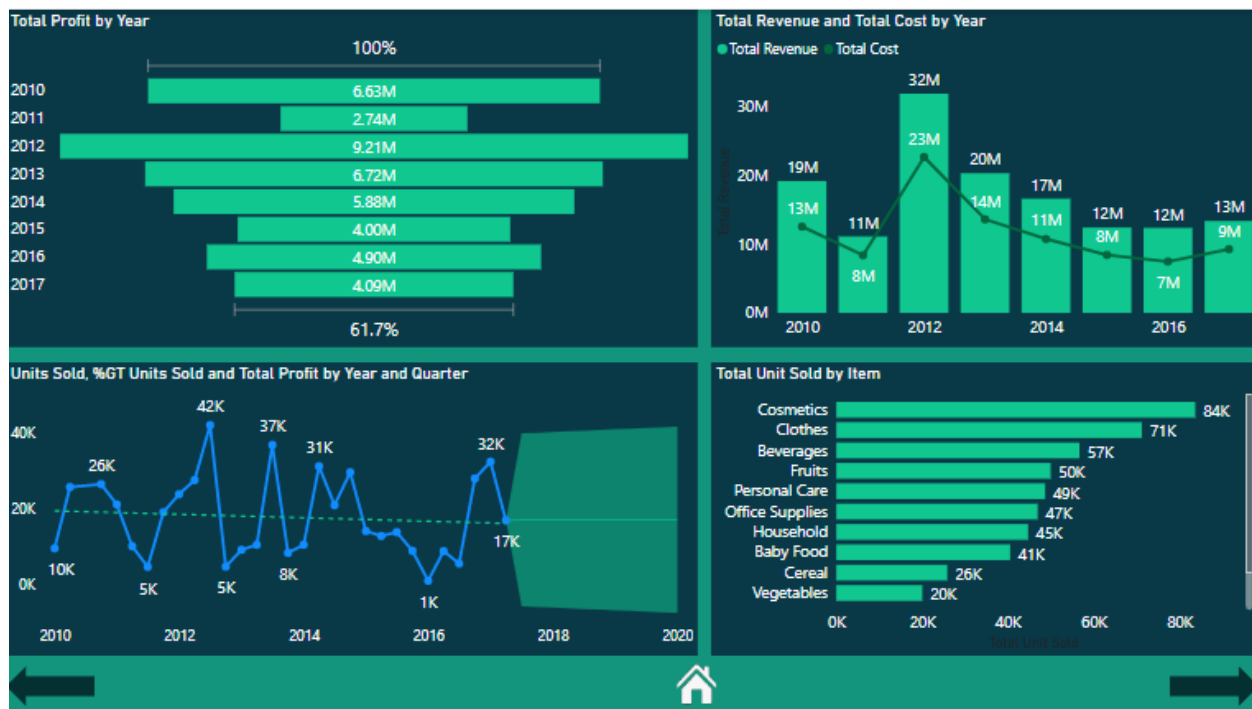 Total Profit by Year
100%
2010 6.63M
2011 2.74M
2012 9.21M
2013 6.72M
2014 5.88M
2015 4.00M
2016 4.90M
2017 4.09M
61.7%
Total Revenue and Total Cost by Year
Total Revenue Total Cost
Total Revenue
30M
20M
10M
0M
19M
11M
32M
20M
17M
12M
12M
13M
13M
8M
23M
14M
11M
8M
7M
9M
2010 2012 2014 2016
Units Sold, %GT Units Sold and Total Profit by Year and Quarter
40K
20K
0K
10K
26K
5K
42K
5K
37K
8K
31K
1K
32K
17K
2010 2012 2014 2016 2018 2020
Total Unit Sold by Item
Cosmetics 84K
Clothes 71K
Beverages 57K
Fruits 50K
Personal Care 49K
Office Supplies 47K
Household 45K
Baby Food 41K
Cereal 26K
Vegetables 20K
0K 20K 40K 60K 80K
Total Unit Sold